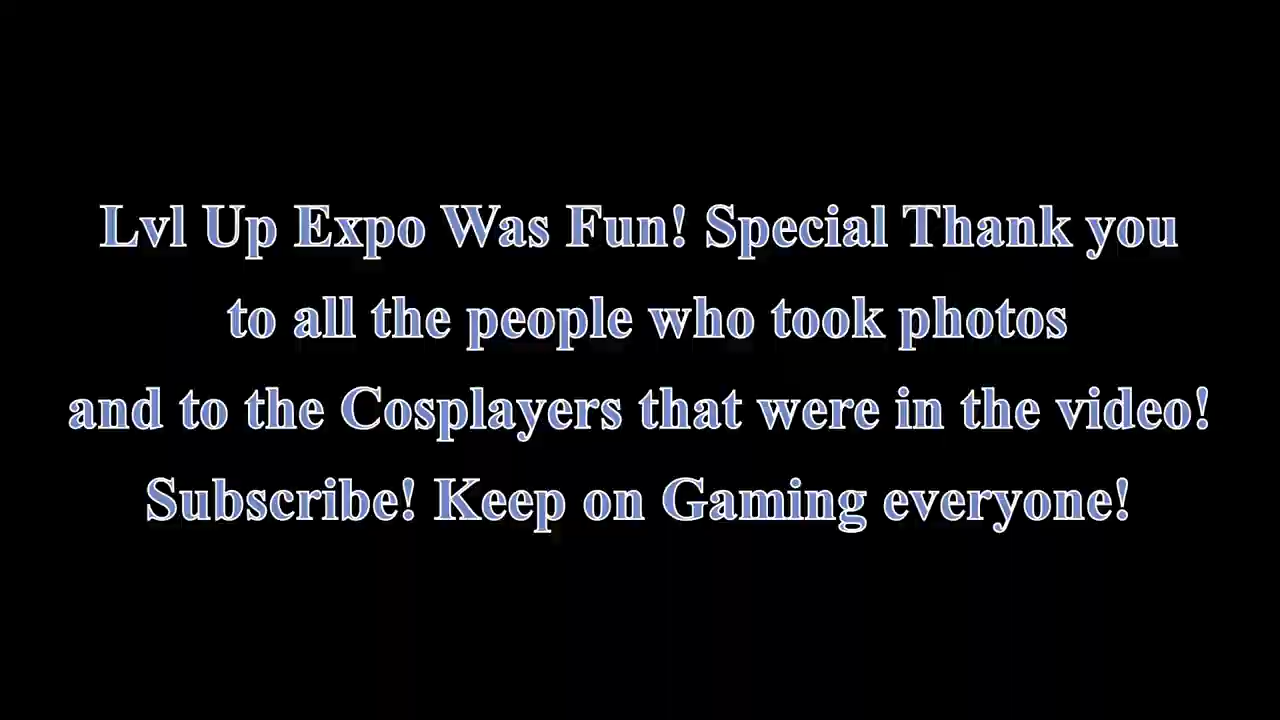 Lvl Up Expo Was Fun! Special Thank you
to all the people who took photos
and to the Cosplayers that were in the video!
Subscribe! Keep on Gaming everyone!